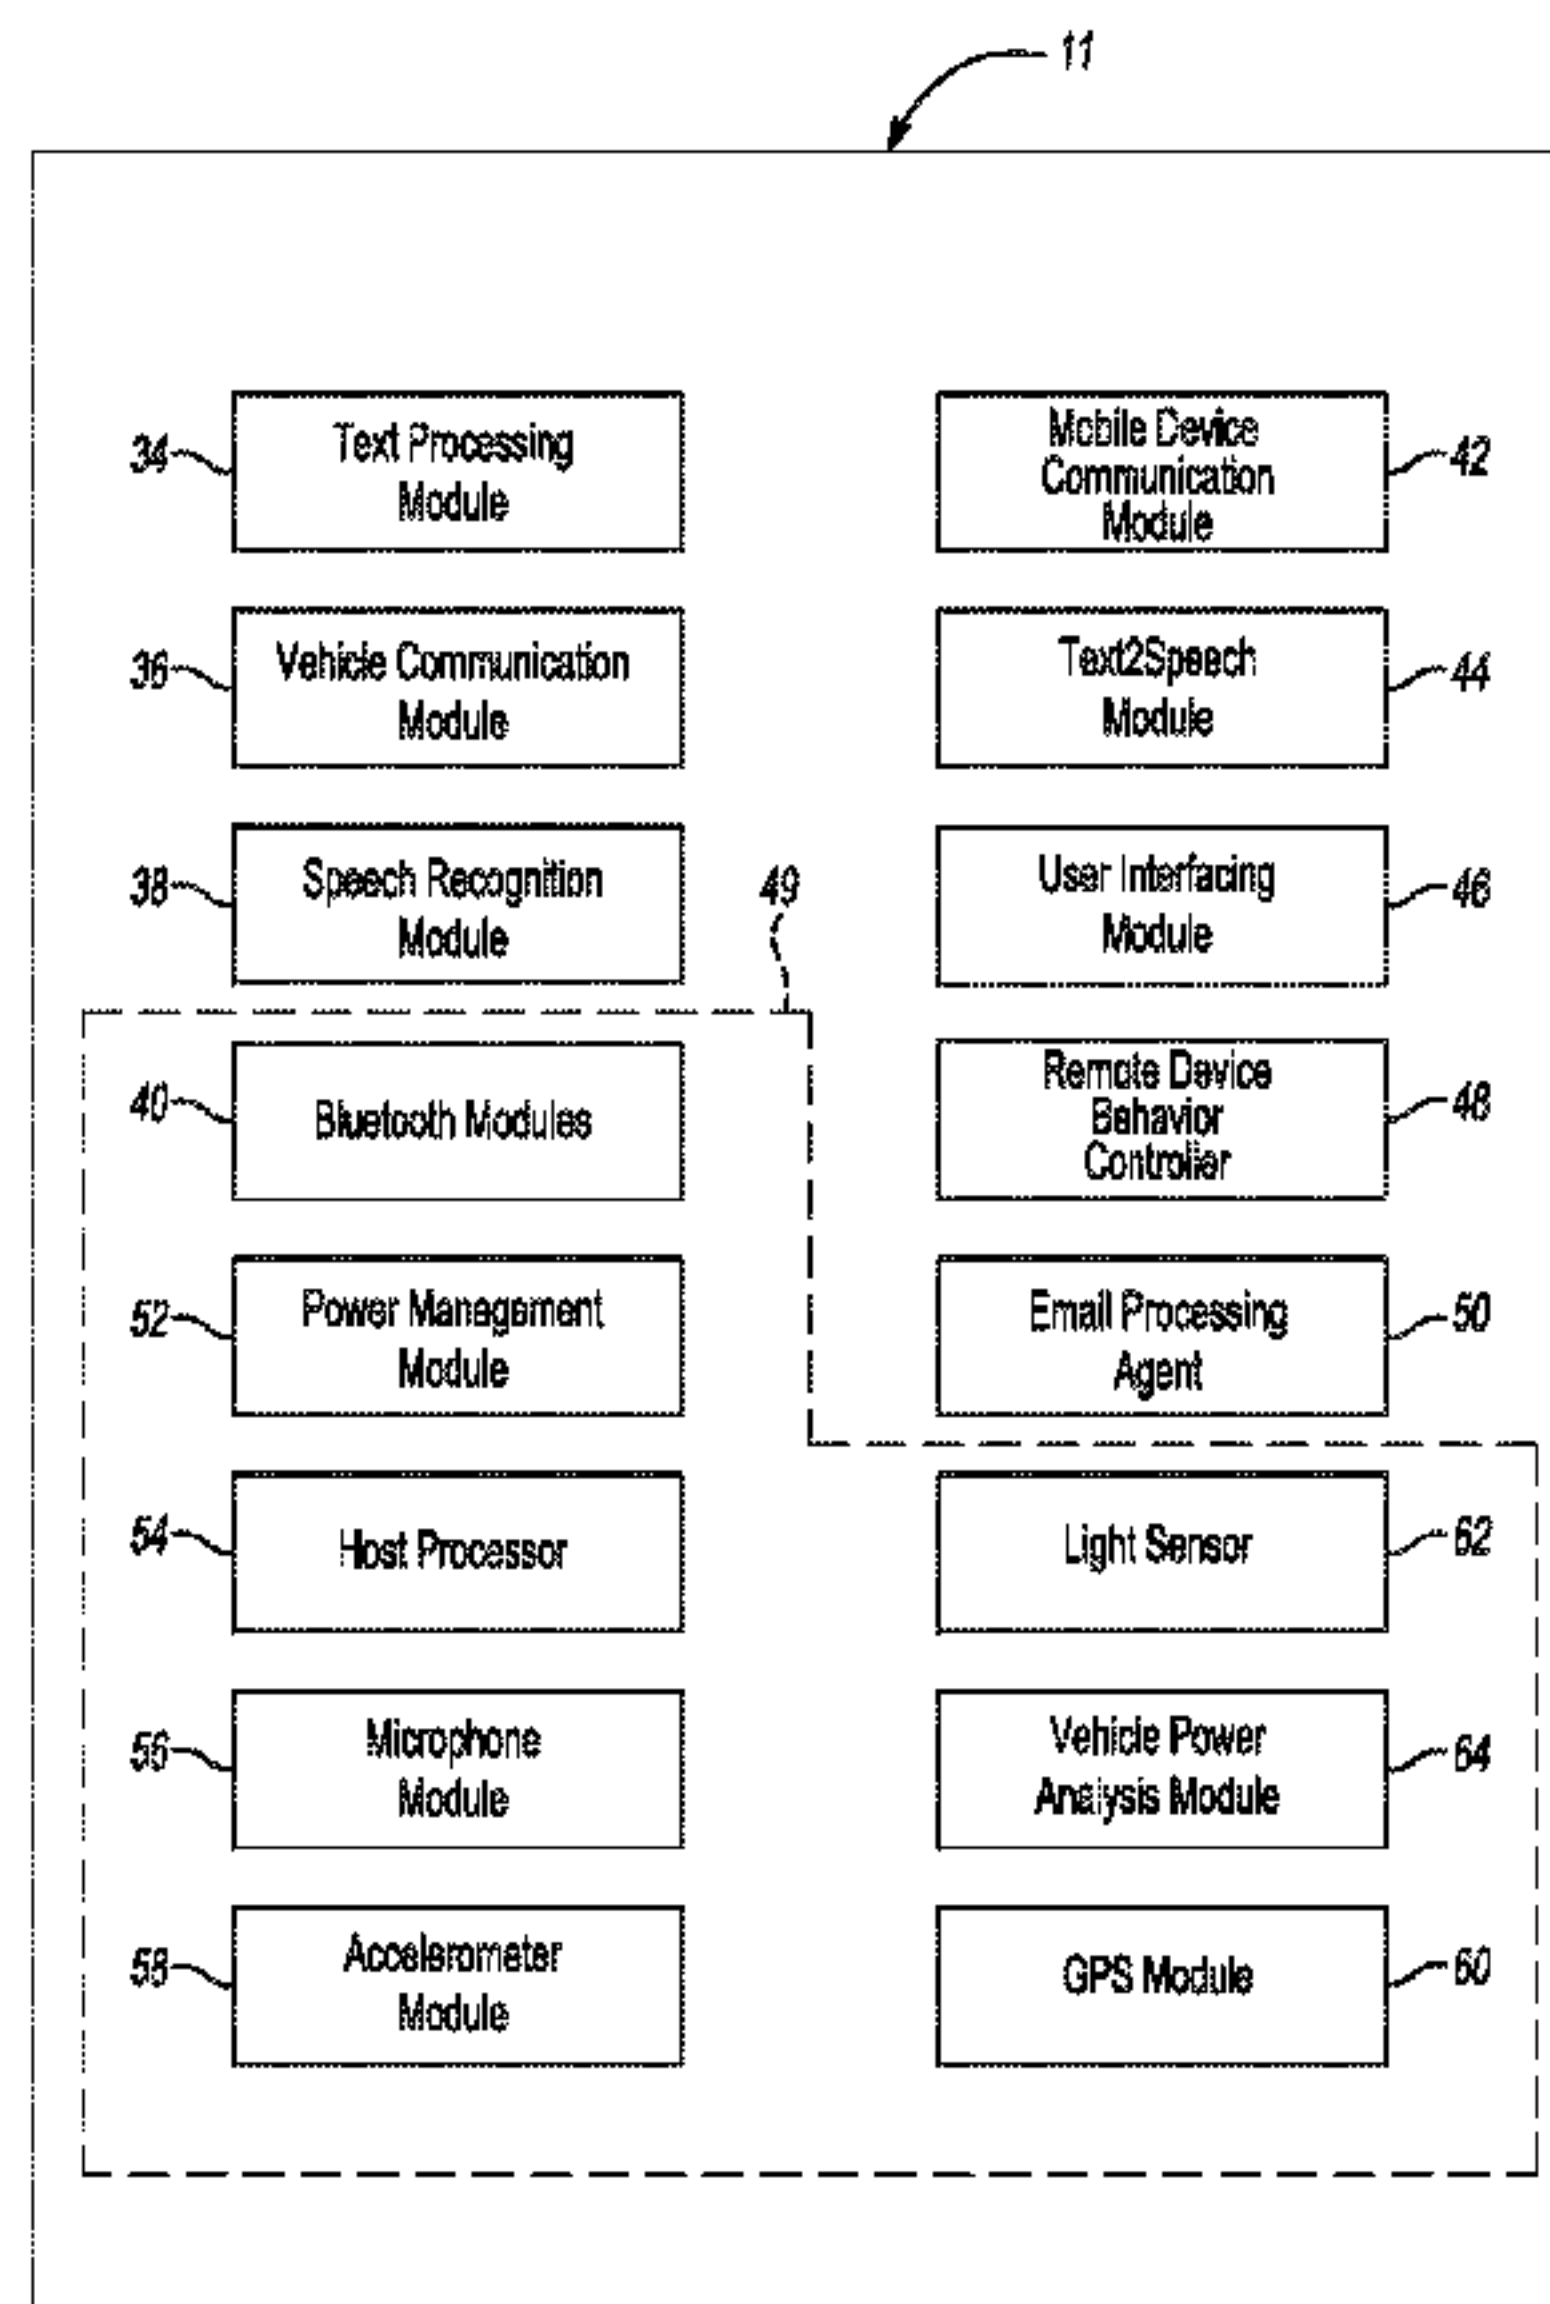 11
34
Text Processing
Module
Mobile Device
Communication
Module
42
36
Vehicle Communication
Module
Text2Speech
Module
44
38
Speech Recognition
Module
49
User Interfacing
Module
46
40
Bluetooth Modules
Remote Device
Behavior
Controller
48
52
Power Management
Module
Email Processing
Agent
50
54
Host Processor
Light Sensor
62
56
Microphone
Module
Vehicle Power
Analysis Module
64
58
Accelerometer
Module
GPS Module
60